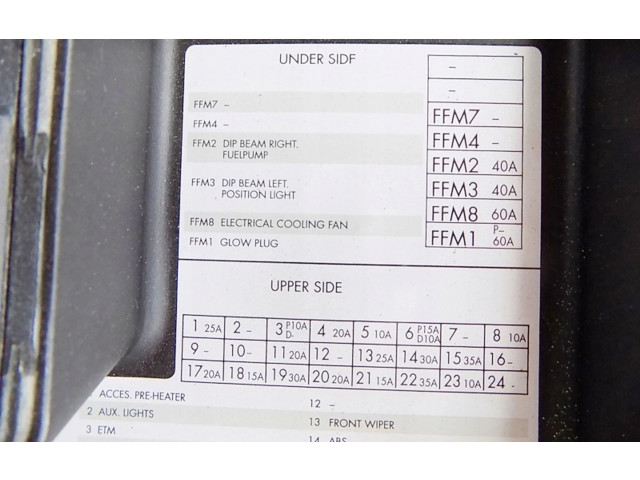 UNDER SIDF
–
–
FFM7 –
FFM7 –
FFM4 –
FFM4 –
FFM2 DIP BEAM RIGHT.
FUELPUMP
FFM2 40A
FFM3 DIP BEAM LEFT.
POSITION LIGHT
FFM3 40A
FFM8 ELECTRICAL COOLING FAN
FFM8 60A
FFM1 GLOW PLUG
FFM1 P–
60A
UPPER SIDE
1 25A 2 – 3 P10A D- 4 20A 5 10A 6 P15A D10A 7 – 8 10A
9 – 10– 11 20A 12 – 13 25A 14 30A 15 35A 16–
17 20A 18 15A 19 30A 20 20A 21 15A 22 35A 23 10A 24 –
ACCES. PRE-HEATER
12 –
2 AUX. LIGHTS
13 FRONT WIPER
3 ETM
14 ABS